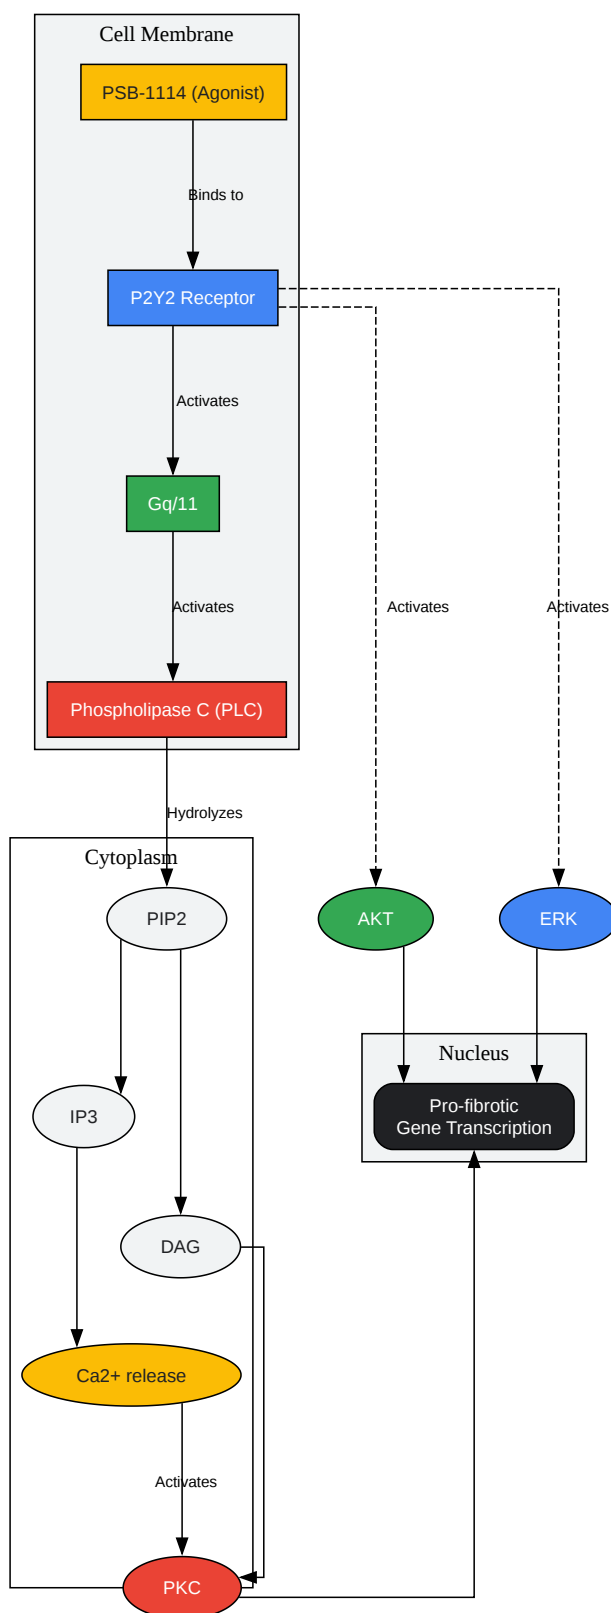 Cell Membrane
PSB-1114 (Agonist)
Binds to
P2Y2 Receptor
Activates
Gq/11
Activates
Activates
Activates
Phospholipase C (PLC)
Hydrolyzes
Cytoplasm
PIP2
AKT
ERK
Nucleus
Pro-fibrotic
Gene Transcription
IP3
DAG
Ca2+ release
Activates
PKC